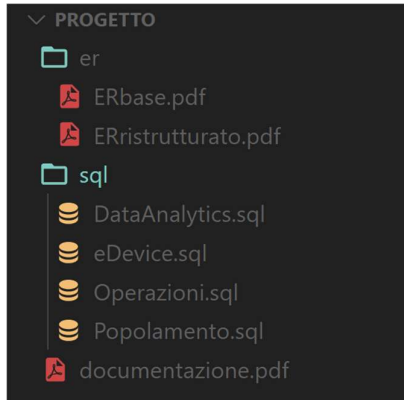 PROGETTO
er
ERbase.pdf
ERristrutturato.pdf
sql
DataAnalytics.sql
eDevice.sql
Operazioni.sql
Popolamento.sql
documentazione.pdf